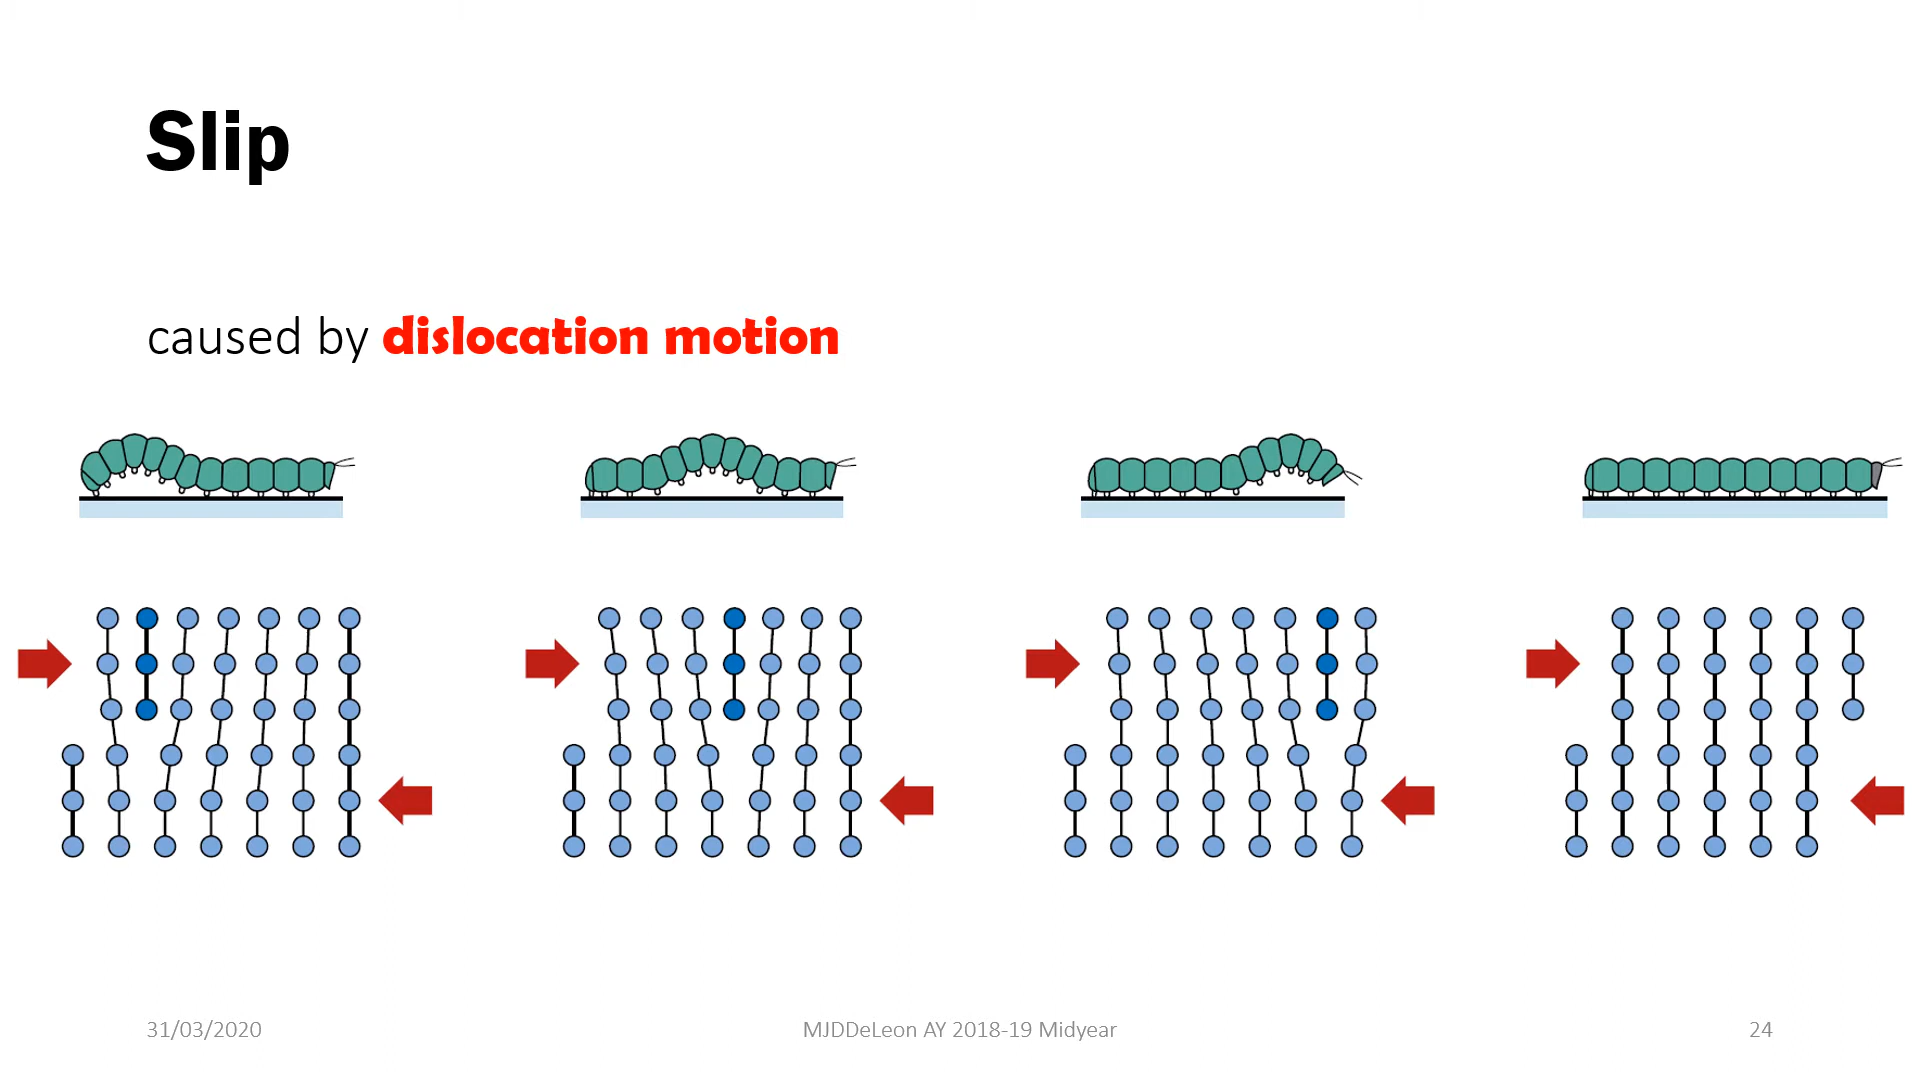 Slip
caused by dislocation motion
31/03/2020
MJDDeLeon AY 2018-19 Midyear
24